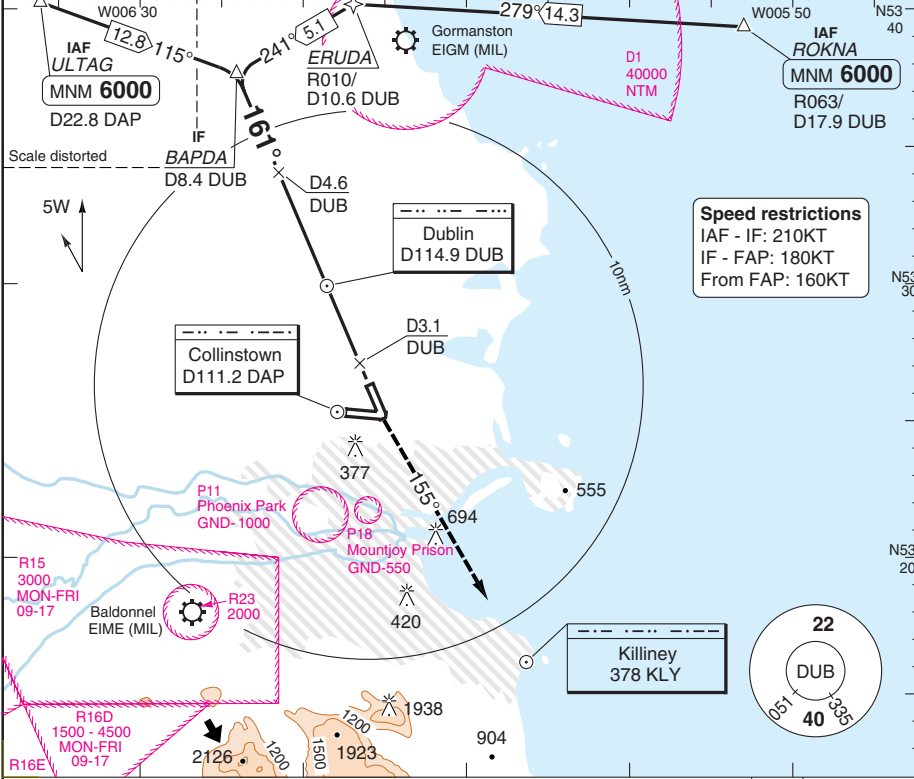 W006 30
W005 50
N53
40
IAF
ULTAG
MNM 6000
D22.8 DAP
12.8
115°
241°
5.1
279°
14.3
ERUDA
R010/
D10.6 DUB
Gormanston
EIGM (MIL)
D1
40000
NTM
IAF
ROKNA
MNM 6000
R063/
D17.9 DUB
161°
IF
BAPDA
D8.4 DUB
Scale distorted
D4.6
DUB
5W
Dublin
D114.9 DUB
10nm
Speed restrictions
IAF - IF: 210KT
IF - FAP: 180KT
From FAP: 160KT
N53
30
D3.1
DUB
Collinstown
D111.2 DAP
377
155°
555
P11
Phoenix Park
GND-1000
694
P18
Mountjoy Prison
GND-550
N53
20
R15
3000
MON-FRI
09-17
Baldonnel
EIME (MIL)
R23
2000
420
Killiney
378 KLY
22
DUB
051
335
40
R16D
1500 - 4500
MON-FRI
09-17
R16E
2126
1200
1500
1200
1923
1938
904